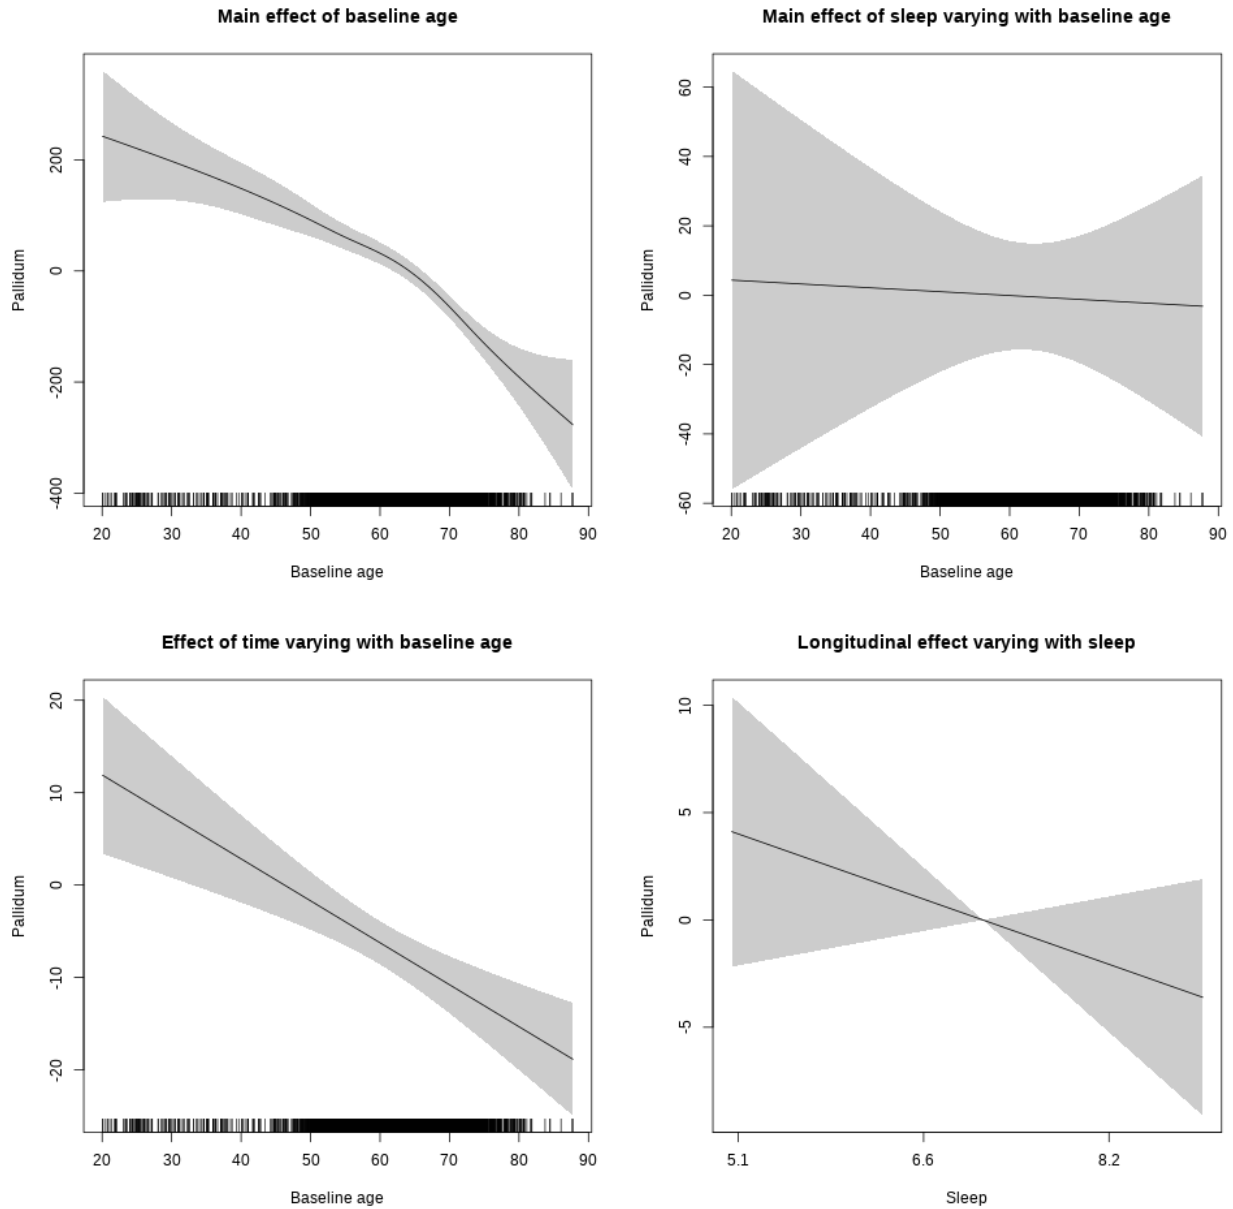 Main effect of baseline age
Pallidum
200
0
-200
-400
20 30 40 50 60 70 80 90
Baseline age
Main effect of sleep varying with baseline age
Pallidum
60
40
20
0
-20
-40
-60
20 30 40 50 60 70 80 90
Baseline age
Effect of time varying with baseline age
Pallidum
20
10
0
-10
-20
20 30 40 50 60 70 80 90
Baseline age
Longitudinal effect varying with sleep
Pallidum
10
5
0
-5
5.1 6.6 8.2
Sleep